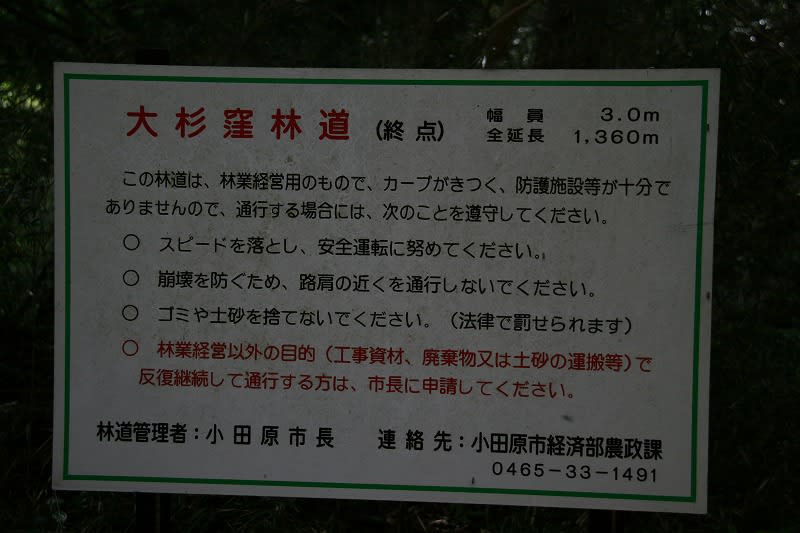 大杉窪林道 (終点) 幅員 3.0m
全延長 1,360m
この林道は、林業経営用のもので、カーブがきつく、防護施設等が十分で
ありませんので、通行する場合には、次のことを遵守してください。
○ スピードを落とし、安全運転に努めてください。
○ 崩壊を防ぐため、路肩の近くを通行しないでください。
○ ゴミや土砂を捨てないでください。(法律で罰せられます)
○ 林業経営以外の目的(工事資材、廃棄物又は土砂の運搬等)で
反復継続して通行する方は、市長に申請してください。
林道管理者:小田原市長 連絡先:小田原市経済部農政課
0465-33-1491